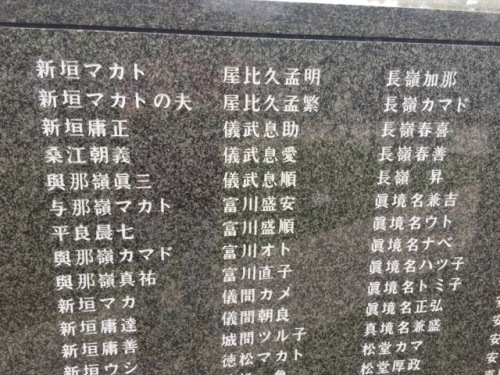 新垣マカト
新垣マカトの夫
新垣庸正
桑江朝義
與那嶺眞三
与那嶺マカト
平良晨七
與那嶺カマド
與那嶺真祐
新垣マカ
新垣庸達
新垣庸善
新垣ウシ
屋比久孟明
屋比久孟繁
儀武息助
儀武息愛
儀武息順
富川盛安
富川盛順
富川オト
富川直子
儀間カメ
儀間朝良
城間ツル子
徳松マカト
長嶺加那
長嶺カマド
長嶺春喜
長嶺春善
長嶺 昇
眞境名兼吉
眞境名ウト
眞境名ナベ
眞境名ハツ子
眞境名トミ子
眞境名正弘
真境名兼盛
松堂カマ
松堂厚政
安
安